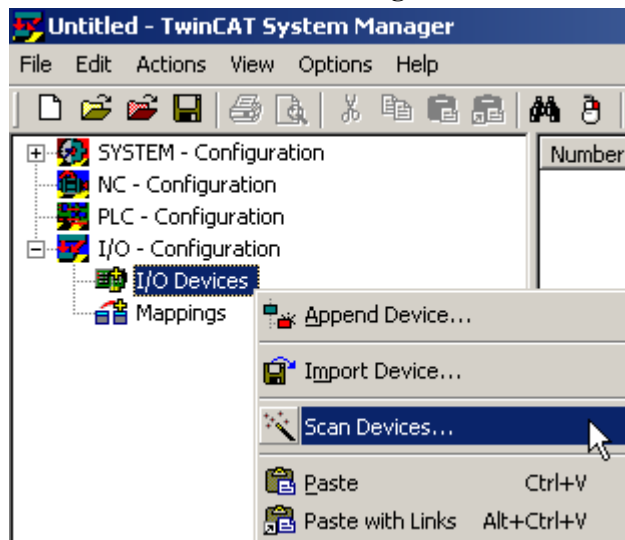 Untitled - TwinCAT System Manager
File Edit Actions View Options Help
SYSTEM - Configuration
Number
NC - Configuration
PLC - Configuration
I/O - Configuration
I/O Devices
Mappings
Append Device...
Import Device...
Scan Devices...
Paste Ctrl+V
Paste with Links Alt+Ctrl+V